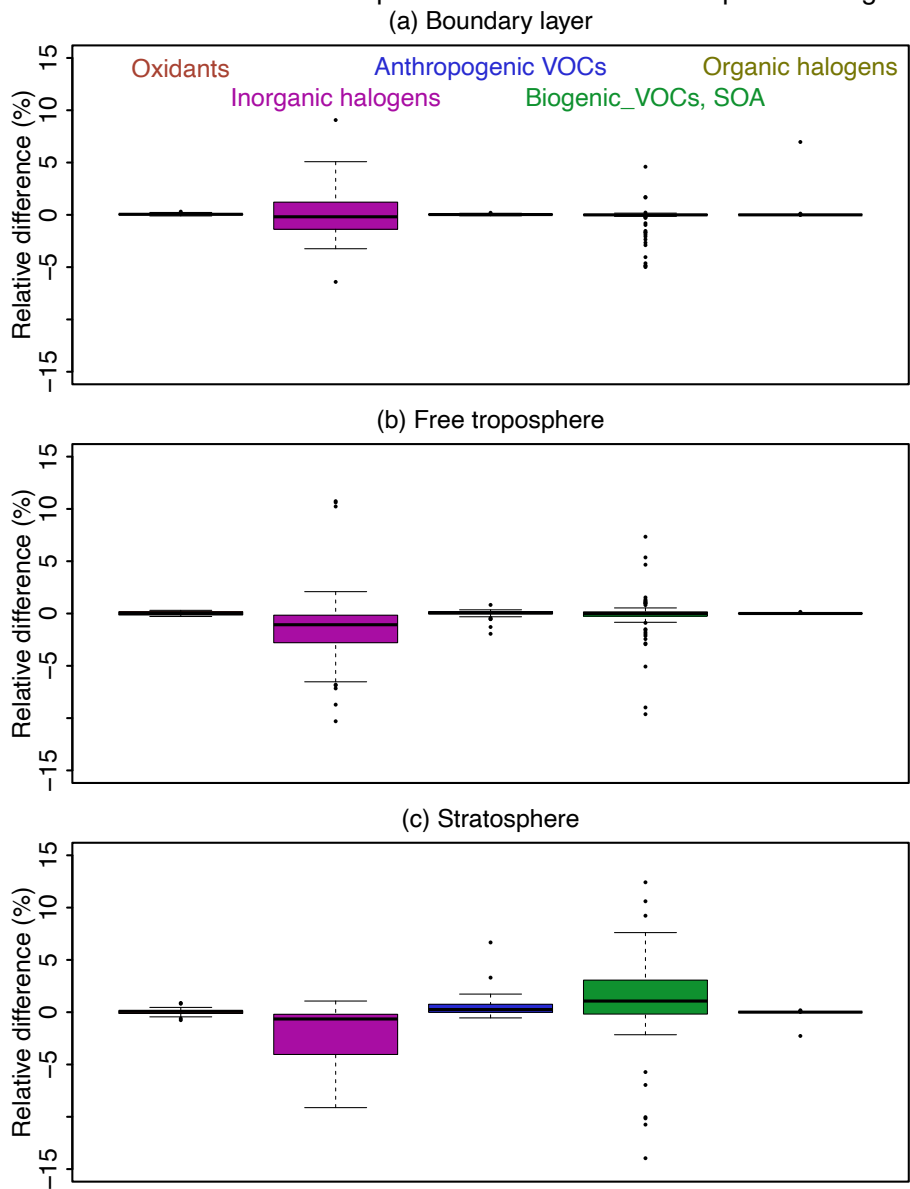 (a) Boundary layer
Relative difference (%)
15
10
5
0
−5
−15
Oxidants
Anthropogenic VOCs
Organic halogens
Inorganic halogens
Biogenic_VOCs, SOA
(b) Free troposphere
Relative difference (%)
15
10
5
0
−5
−15
(c) Stratosphere
Relative difference (%)
15
10
5
0
−5
−15